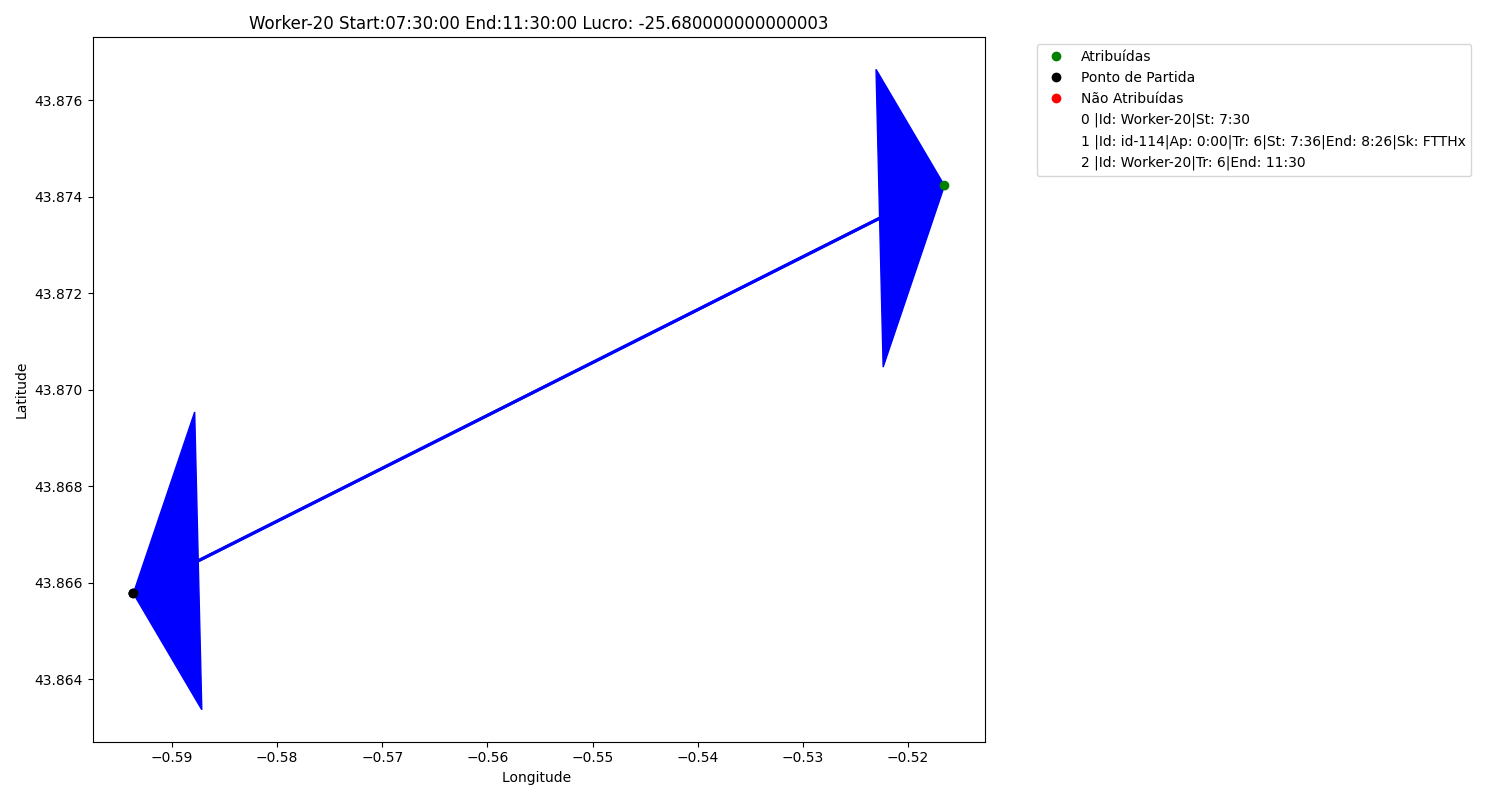 Worker-20 Start:07:30:00 End:11:30:00 Lucro: -25.680000000000003
Atribuídas
Ponto de Partida
Não Atribuídas
0 |Id: Worker-20|St: 7:30
1 |Id: id-114|Ap: 0:00|Tr: 6|St: 7:36|End: 8:26|Sk: FTTHx
2 |Id: Worker-20|Tr: 6|End: 11:30
43.876
43.874
43.872
43.870
43.868
43.866
43.864
Latitude
−0.59
−0.58
−0.57
−0.56
−0.55
−0.54
−0.53
−0.52
Longitude